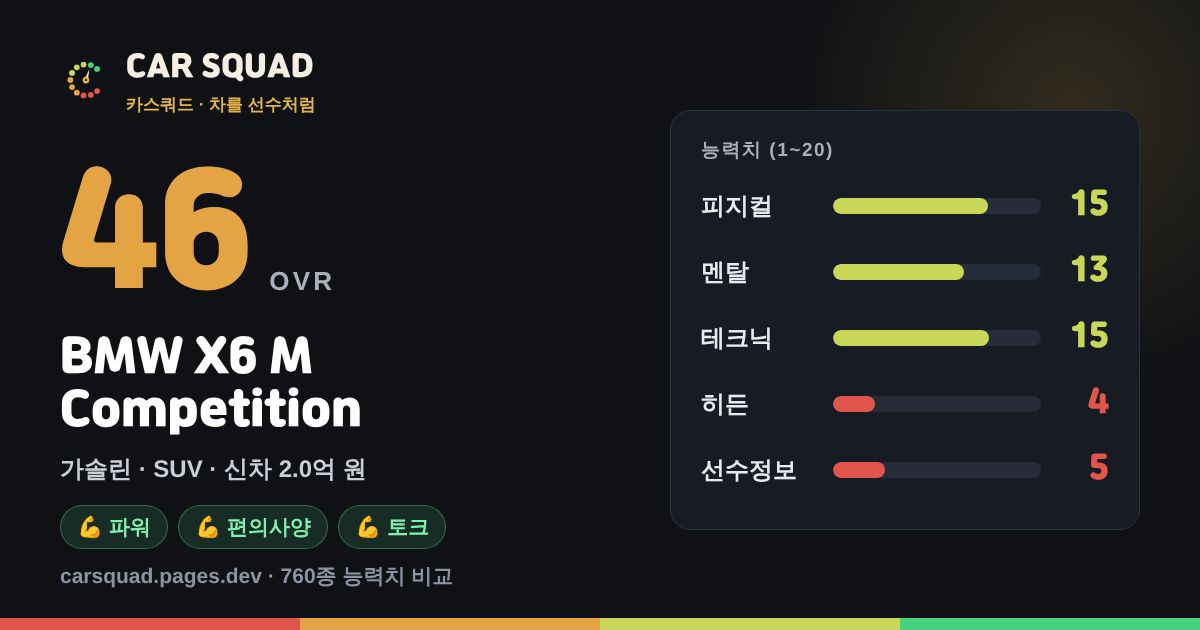 CAR SQUAD
카스쿼드 · 차를 선수처럼
46 OVR
BMW X6 M
Competition
가솔린 · SUV · 신차 2.0억 원
💪 파워 💪 편의사양 💪 토크
carsquad.pages.dev · 760종 능력치 비교
능력치 (1~20)
피지컬 15
멘탈 13
테크닉 15
히든 4
선수정보 5